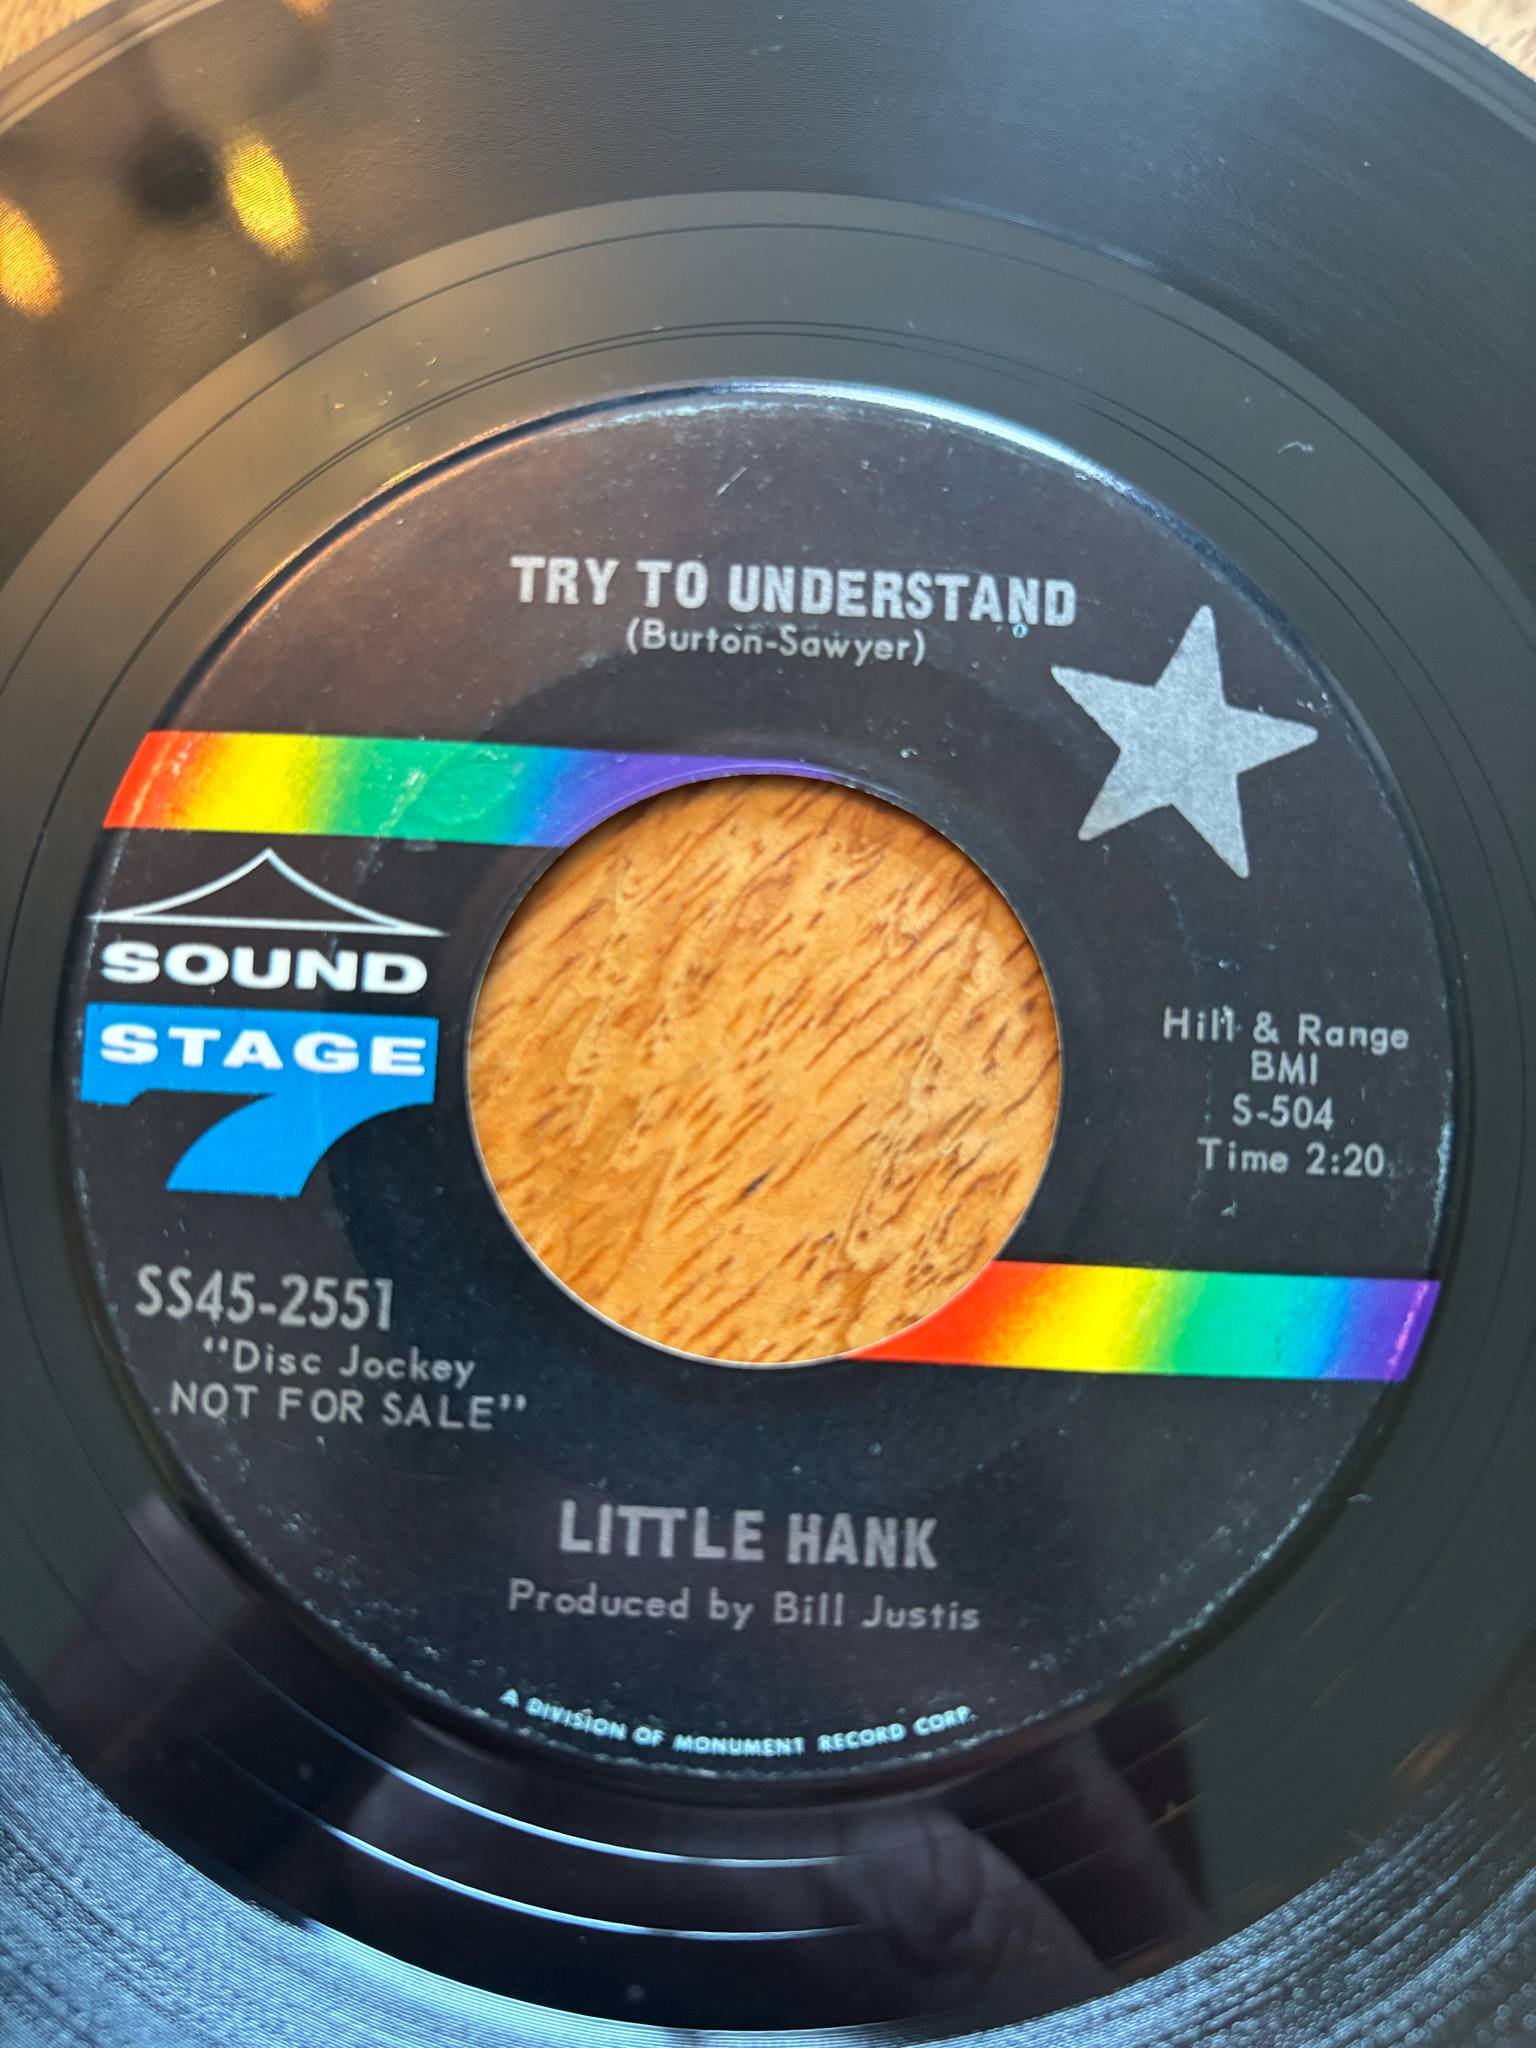 TRY TO UNDERSTAND
(Burton-Sawyer)
SOUND
STAGE
7
Hill & Range
BMI
S-504
Time 2:20
SS45-2551
“Disc Jockey
NOT FOR SALE”
LITTLE HANK
Produced by Bill Justis
A DIVISION OF MONUMENT RECORD CORP.